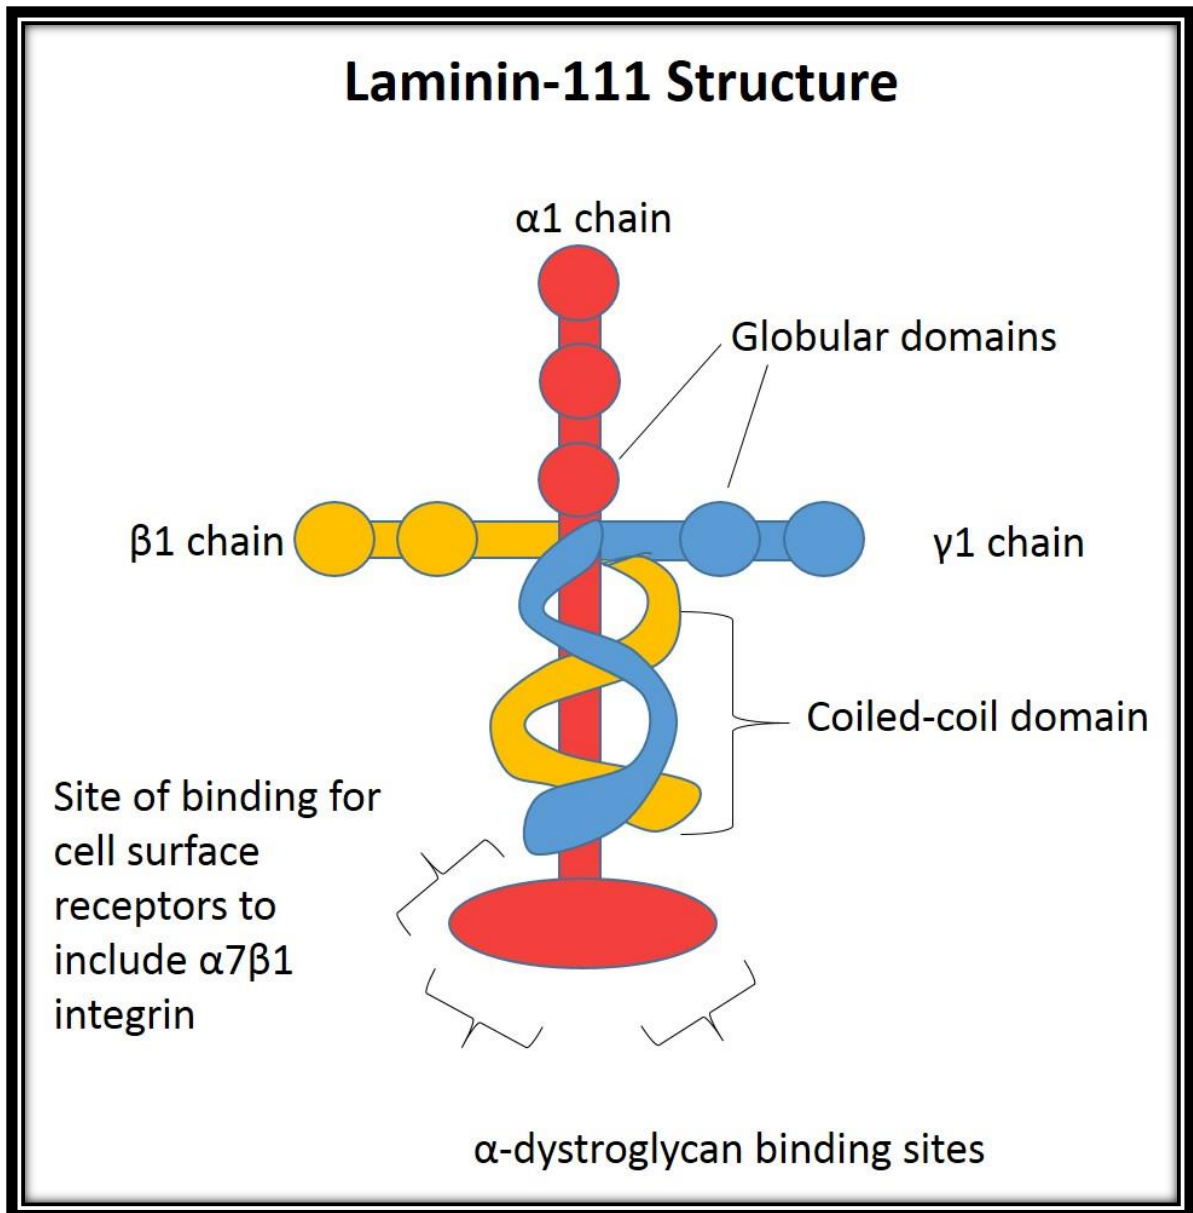 Laminin-111 Structure
α1 chain
Globular domains
β1 chain
γ1 chain
Coiled-coil domain
Site of binding for
cell surface
receptors to
include α7β1
integrin
α-dystroglycan binding sites